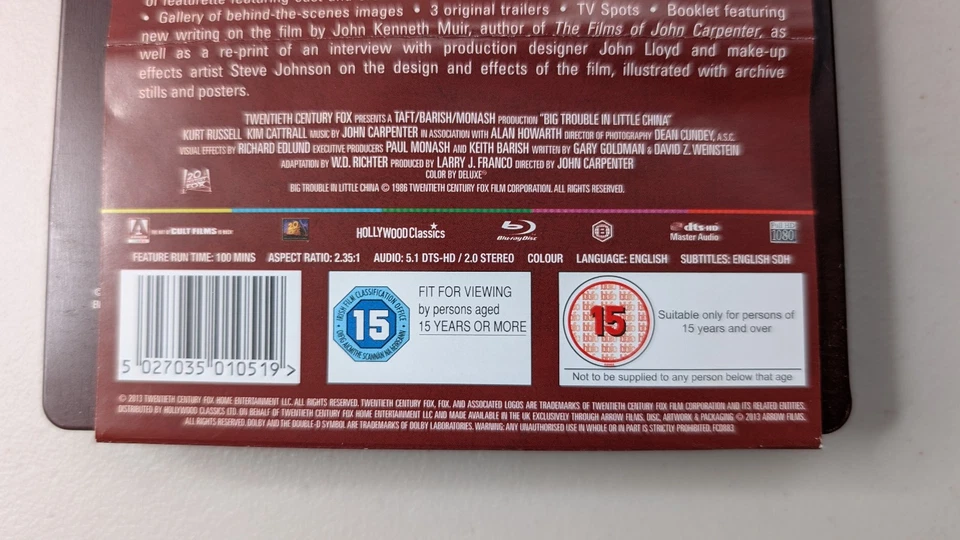 of featurette featuring cast and
• Gallery of behind-the-scenes images • 3 original trailers • TV Spots • Booklet featuring
new writing on the film by John Kenneth Muir, author of The Films of John Carpenter, as
well as a re-print of an interview with production designer John Lloyd and make-up
effects artist Steve Johnson on the design and effects of the film, illustrated with archive
stills and posters.
TWENTIETH CENTURY FOX PRESENTS A TAFT/BARISH/MONASH PRODUCTION "BIG TROUBLE IN LITTLE CHINA"
KURT RUSSELL KIM CATTRALL MUSIC BY JOHN CARPENTER IN ASSOCIATION WITH ALAN HOWARTH DIRECTOR OF PHOTOGRAPHY DEAN CUNDEY, A.S.C.
VISUAL EFFECTS BY RICHARD EDLUND EXECUTIVE PRODUCERS PAUL MONASH AND KEITH BARISH WRITTEN BY GARY GOLDMAN & DAVID Z. WEINSTEIN
ADAPTATION BY W.D. RICHTER PRODUCED BY LARRY J. FRANCO DIRECTED BY JOHN CARPENTER
COLOR BY DELUXE
20 FOX
BIG TROUBLE IN LITTLE CHINA © 1986 TWENTIETH CENTURY FOX FILM CORPORATION. ALL RIGHTS RESERVED.
CULT FILMS
HOLLYWOOD CLASSICS
Blu-ray Disc
B
dts-HD
Master Audio
1080
FEATURE RUN TIME: 100 MINS ASPECT RATIO: 2.35:1 AUDIO: 5.1 DTS-HD / 2.0 STEREO COLOUR LANGUAGE: ENGLISH SUBTITLES: ENGLISH SDH
5 027035 010519 >
IRISH FILM CLASSIFICATION OFFICE
15
FIT FOR VIEWING
by persons aged
15 YEARS OR MORE
bbfc
15
Suitable only for persons of
15 years and over
Not to be supplied to any person below that age
© 2013 TWENTIETH CENTURY FOX HOME ENTERTAINMENT LLC. ALL RIGHTS RESERVED. TWENTIETH CENTURY FOX, FOX, AND ASSOCIATED LOGOS ARE TRADEMARKS OF TWENTIETH CENTURY FOX FILM CORPORATION AND ITS RELATED ENTITIES.
DISTRIBUTED BY HOLLYWOOD CLASSICS LTD. ON BEHALF OF TWENTIETH CENTURY FOX HOME ENTERTAINMENT LLC AND MADE AVAILABLE IN THE UK EXCLUSIVELY THROUGH ARROW FILMS. DISC, ARTWORK & PACKAGING © 2013 ARROW FILMS.
ALL RIGHTS RESERVED. DOLBY AND THE DOUBLE-D SYMBOL ARE TRADEMARKS OF DOLBY LABORATORIES. WARNING: ANY UNAUTHORISED USE IN WHOLE OR IN PART IS STRICTLY PROHIBITED. FCD883